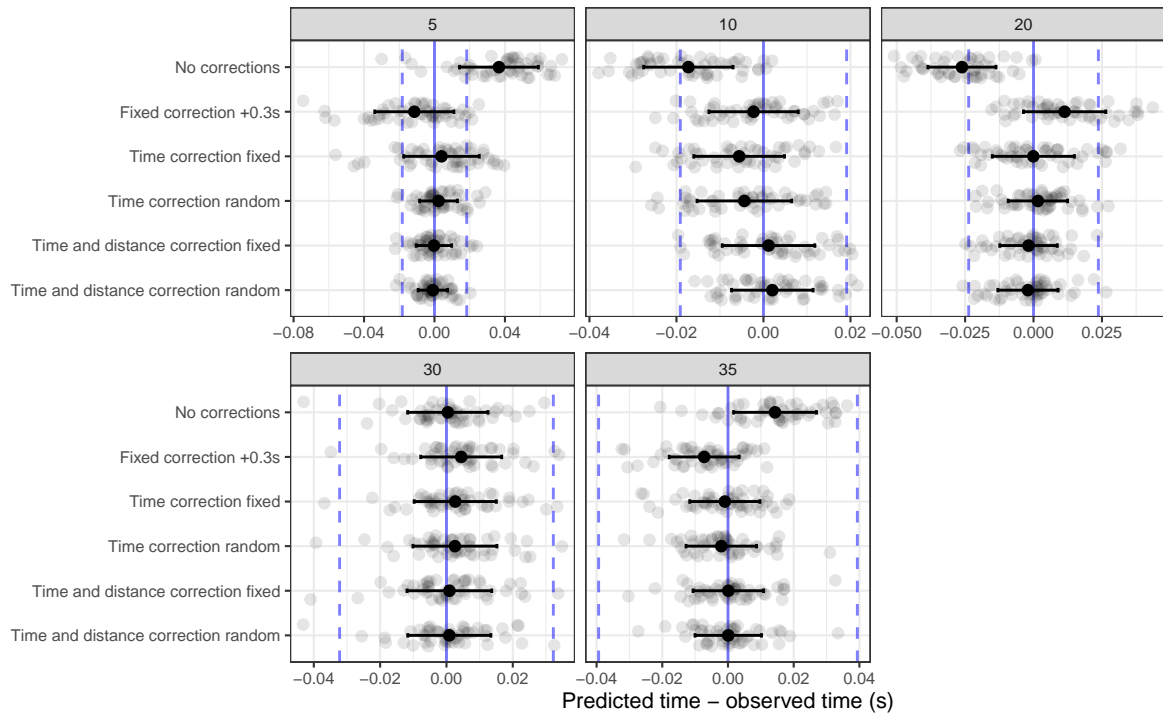 5
10
20
No corrections
Fixed correction +0.3s
Time correction fixed
Time correction random
Time and distance correction fixed
Time and distance correction random
−0.08 −0.04 0.00 0.04
−0.04 −0.02 0.00 0.02
−0.050 −0.025 0.000 0.025
30
35
No corrections
Fixed correction +0.3s
Time correction fixed
Time correction random
Time and distance correction fixed
Time and distance correction random
−0.04 −0.02 0.00 0.02
−0.04 −0.02 0.00 0.02 0.04
Predicted time − observed time (s)